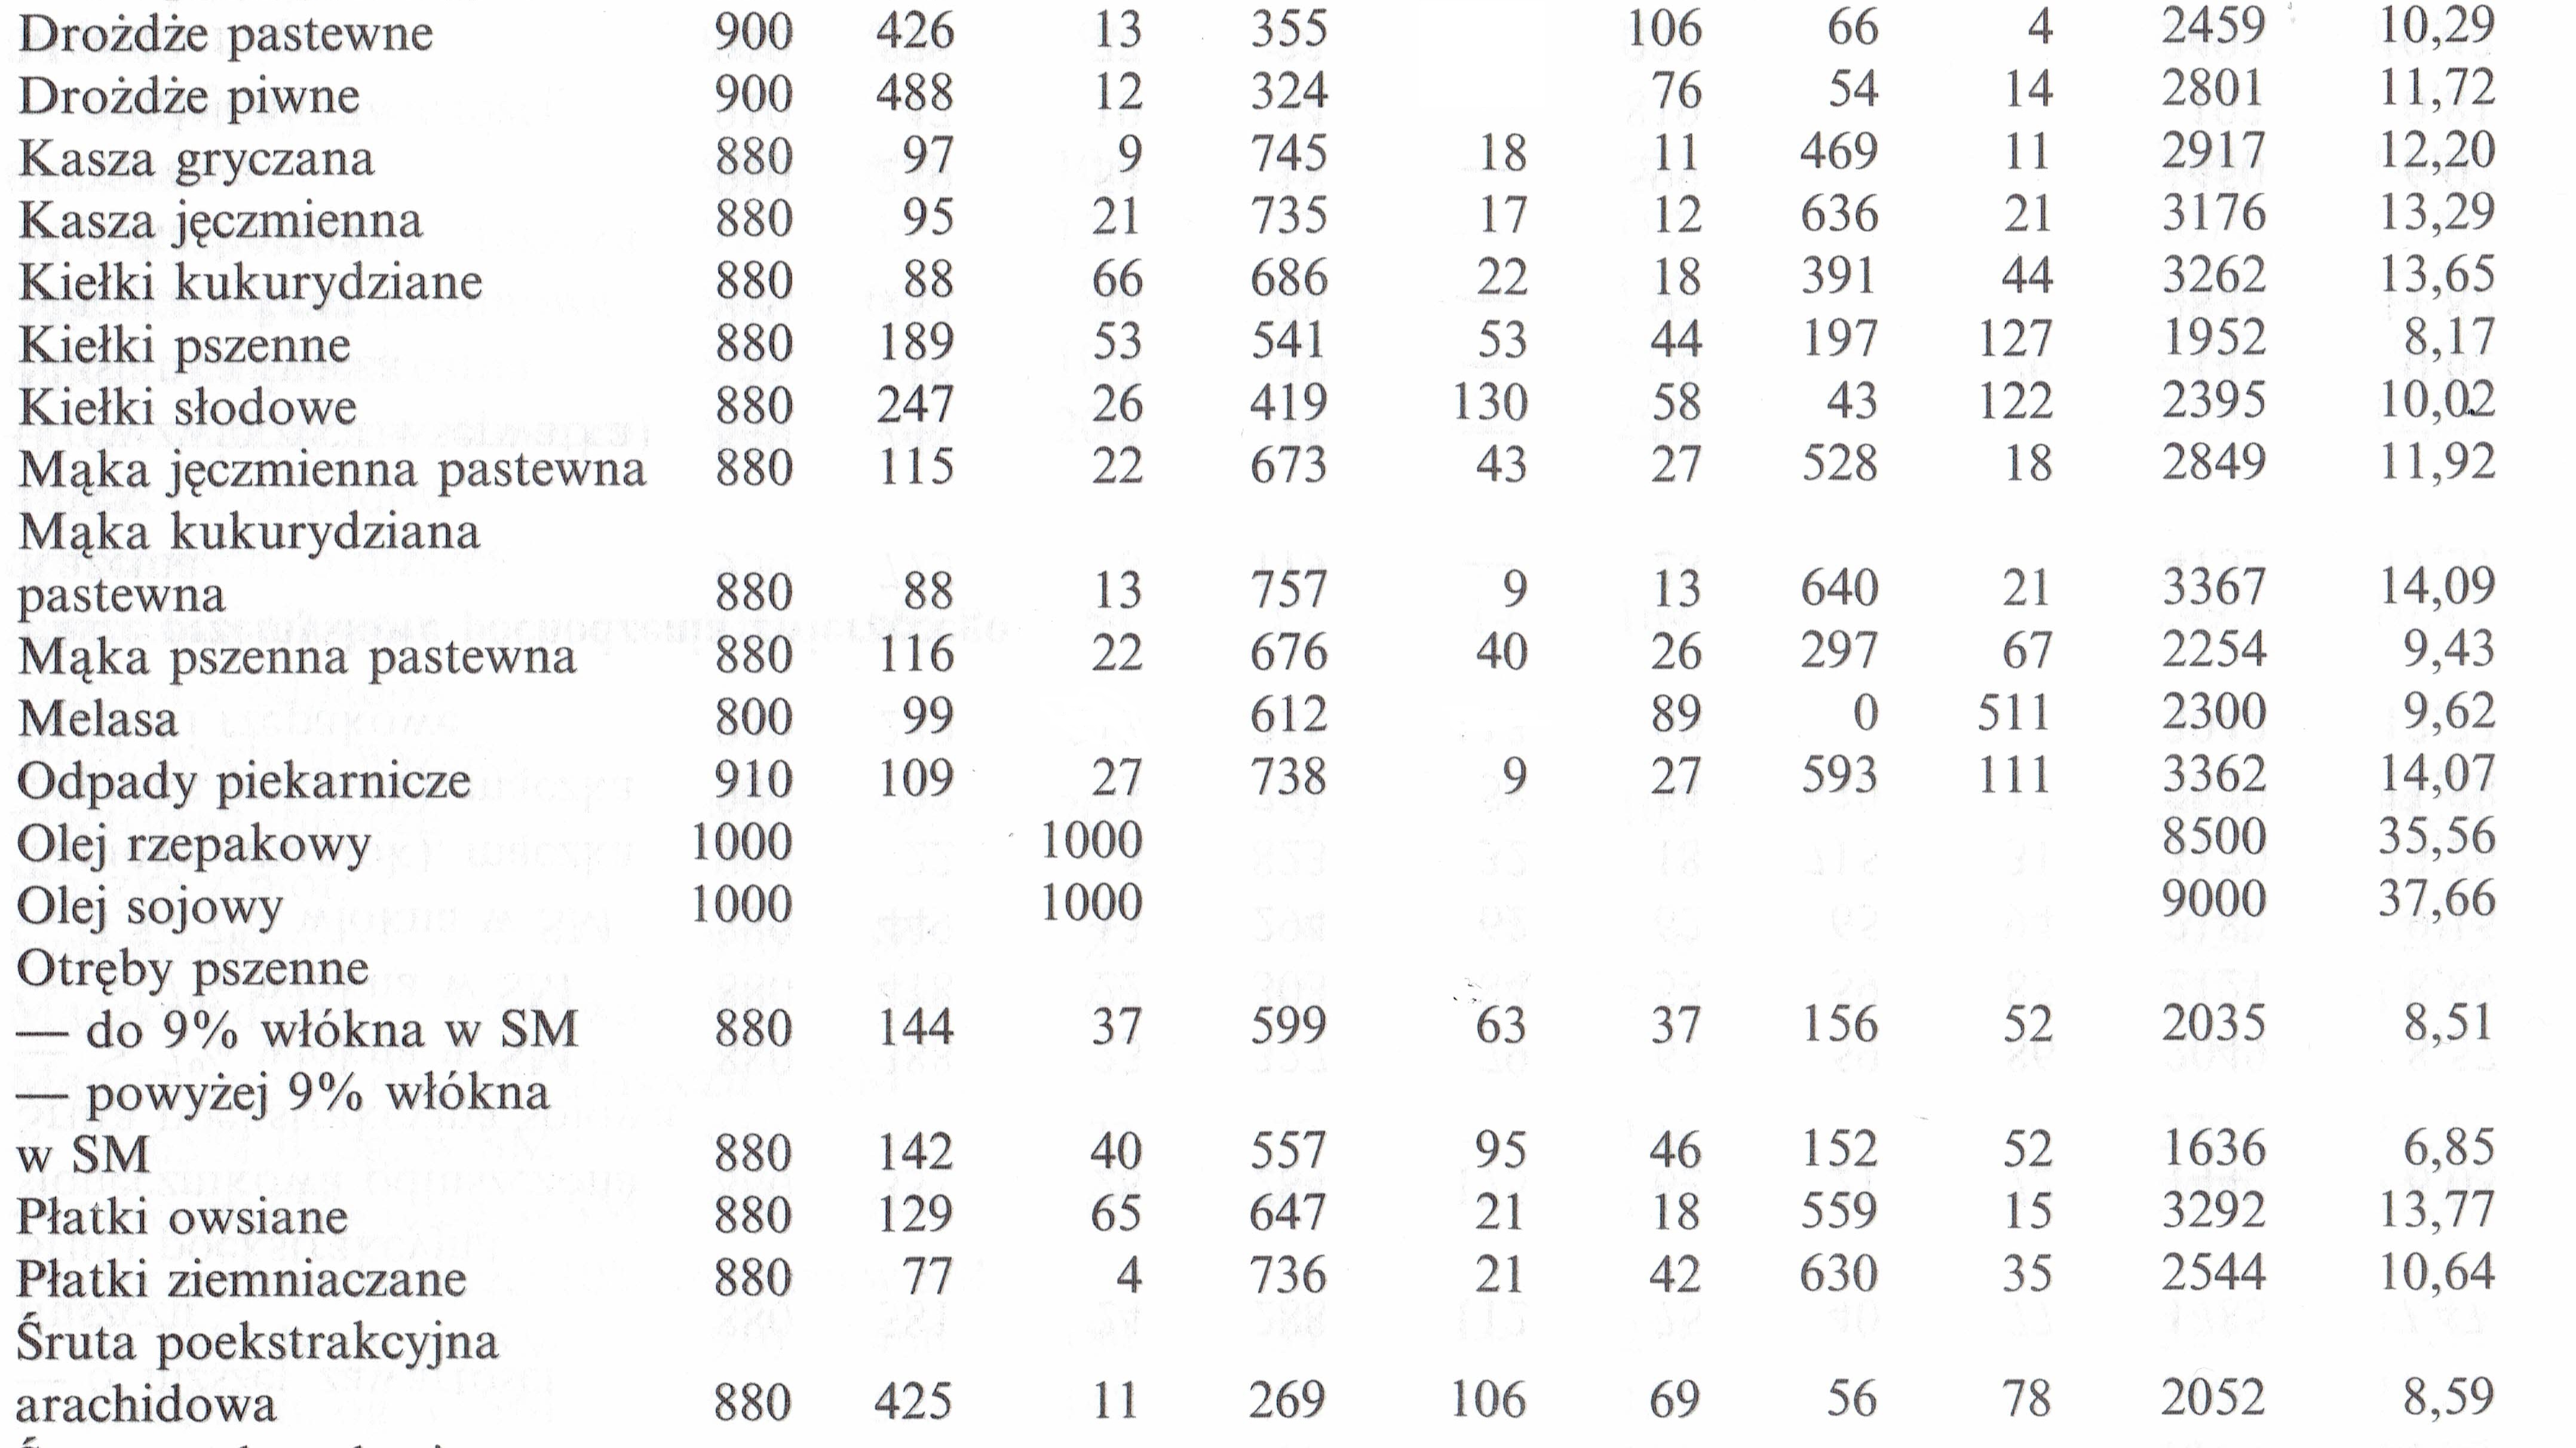 Drożdże pastewne 900 426 13 355 106 66 4 2459 10,29
Drożdże piwne 900 488 12 324 76 54 14 2801 11,72
Kasza gryczana 880 97 9 745 18 11 469 11 2917 12,20
Kasza jęczmienna 880 95 21 735 17 12 636 21 3176 13,29
Kiełki kukurydziane 880 88 66 686 22 18 391 44 3262 13,65
Kiełki pszenne 880 189 53 541 53 44 197 127 1952 8,17
Kiełki słodowe 880 247 26 419 130 58 43 122 2395 10,02
Mąka jęczmienna pastewna 880 115 22 673 43 27 528 18 2849 11,92
Mąka kukurydziana
pastewna 880 88 13 757 9 13 640 21 3367 14,09
Mąka pszenna pastewna 880 116 22 676 40 26 297 67 2254 9,43
Melasa 800 99 612 89 0 511 2300 9,62
Odpady piekarnicze 910 109 27 738 9 27 593 111 3362 14,07
Olej rzepakowy 1000 1000 8500 35,56
Olej sojowy 1000 1000 9000 37,66
Otręby pszenne
— do 9% włókna w SM 880 144 37 599 63 37 156 52 2035 8,51
— powyżej 9% włókna
w SM 880 142 40 557 95 46 152 52 1636 6,85
Płatki owsiane 880 129 65 647 21 18 559 15 3292 13,77
Płatki ziemniaczane 880 77 4 736 21 42 630 35 2544 10,64
Śruta poekstrakcyjna
arachidowa 880 425 11 269 106 69 56 78 2052 8,59